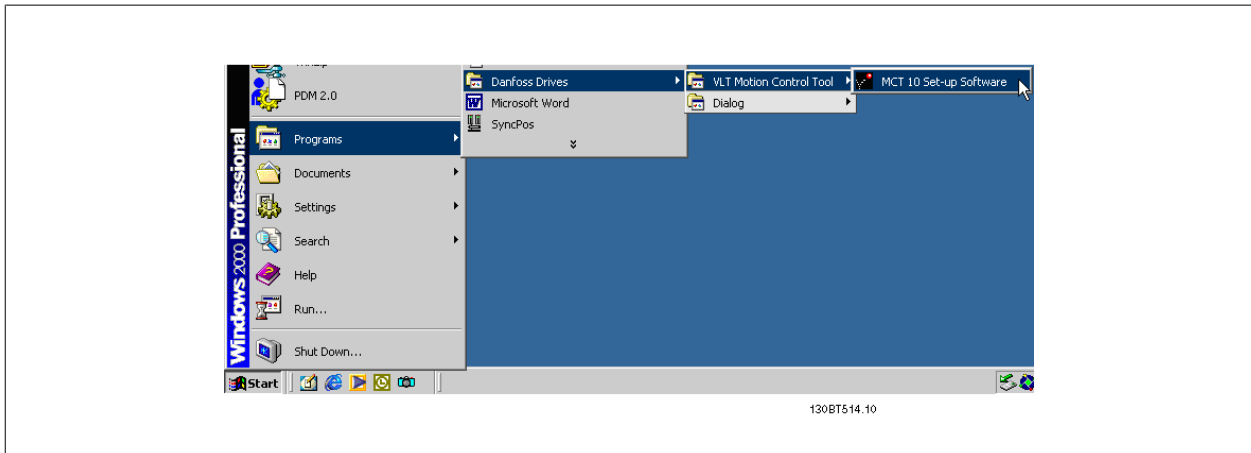 PDM 2.0
Programs
Documents
Settings
Search
Help
Run...
Shut Down...
Windows 2000 Professional
Danfoss Drives
Microsoft Word
SyncPos
VLT Motion Control Tool
Dialog
MCT 10 Set-up Software
Start
130BT514.10